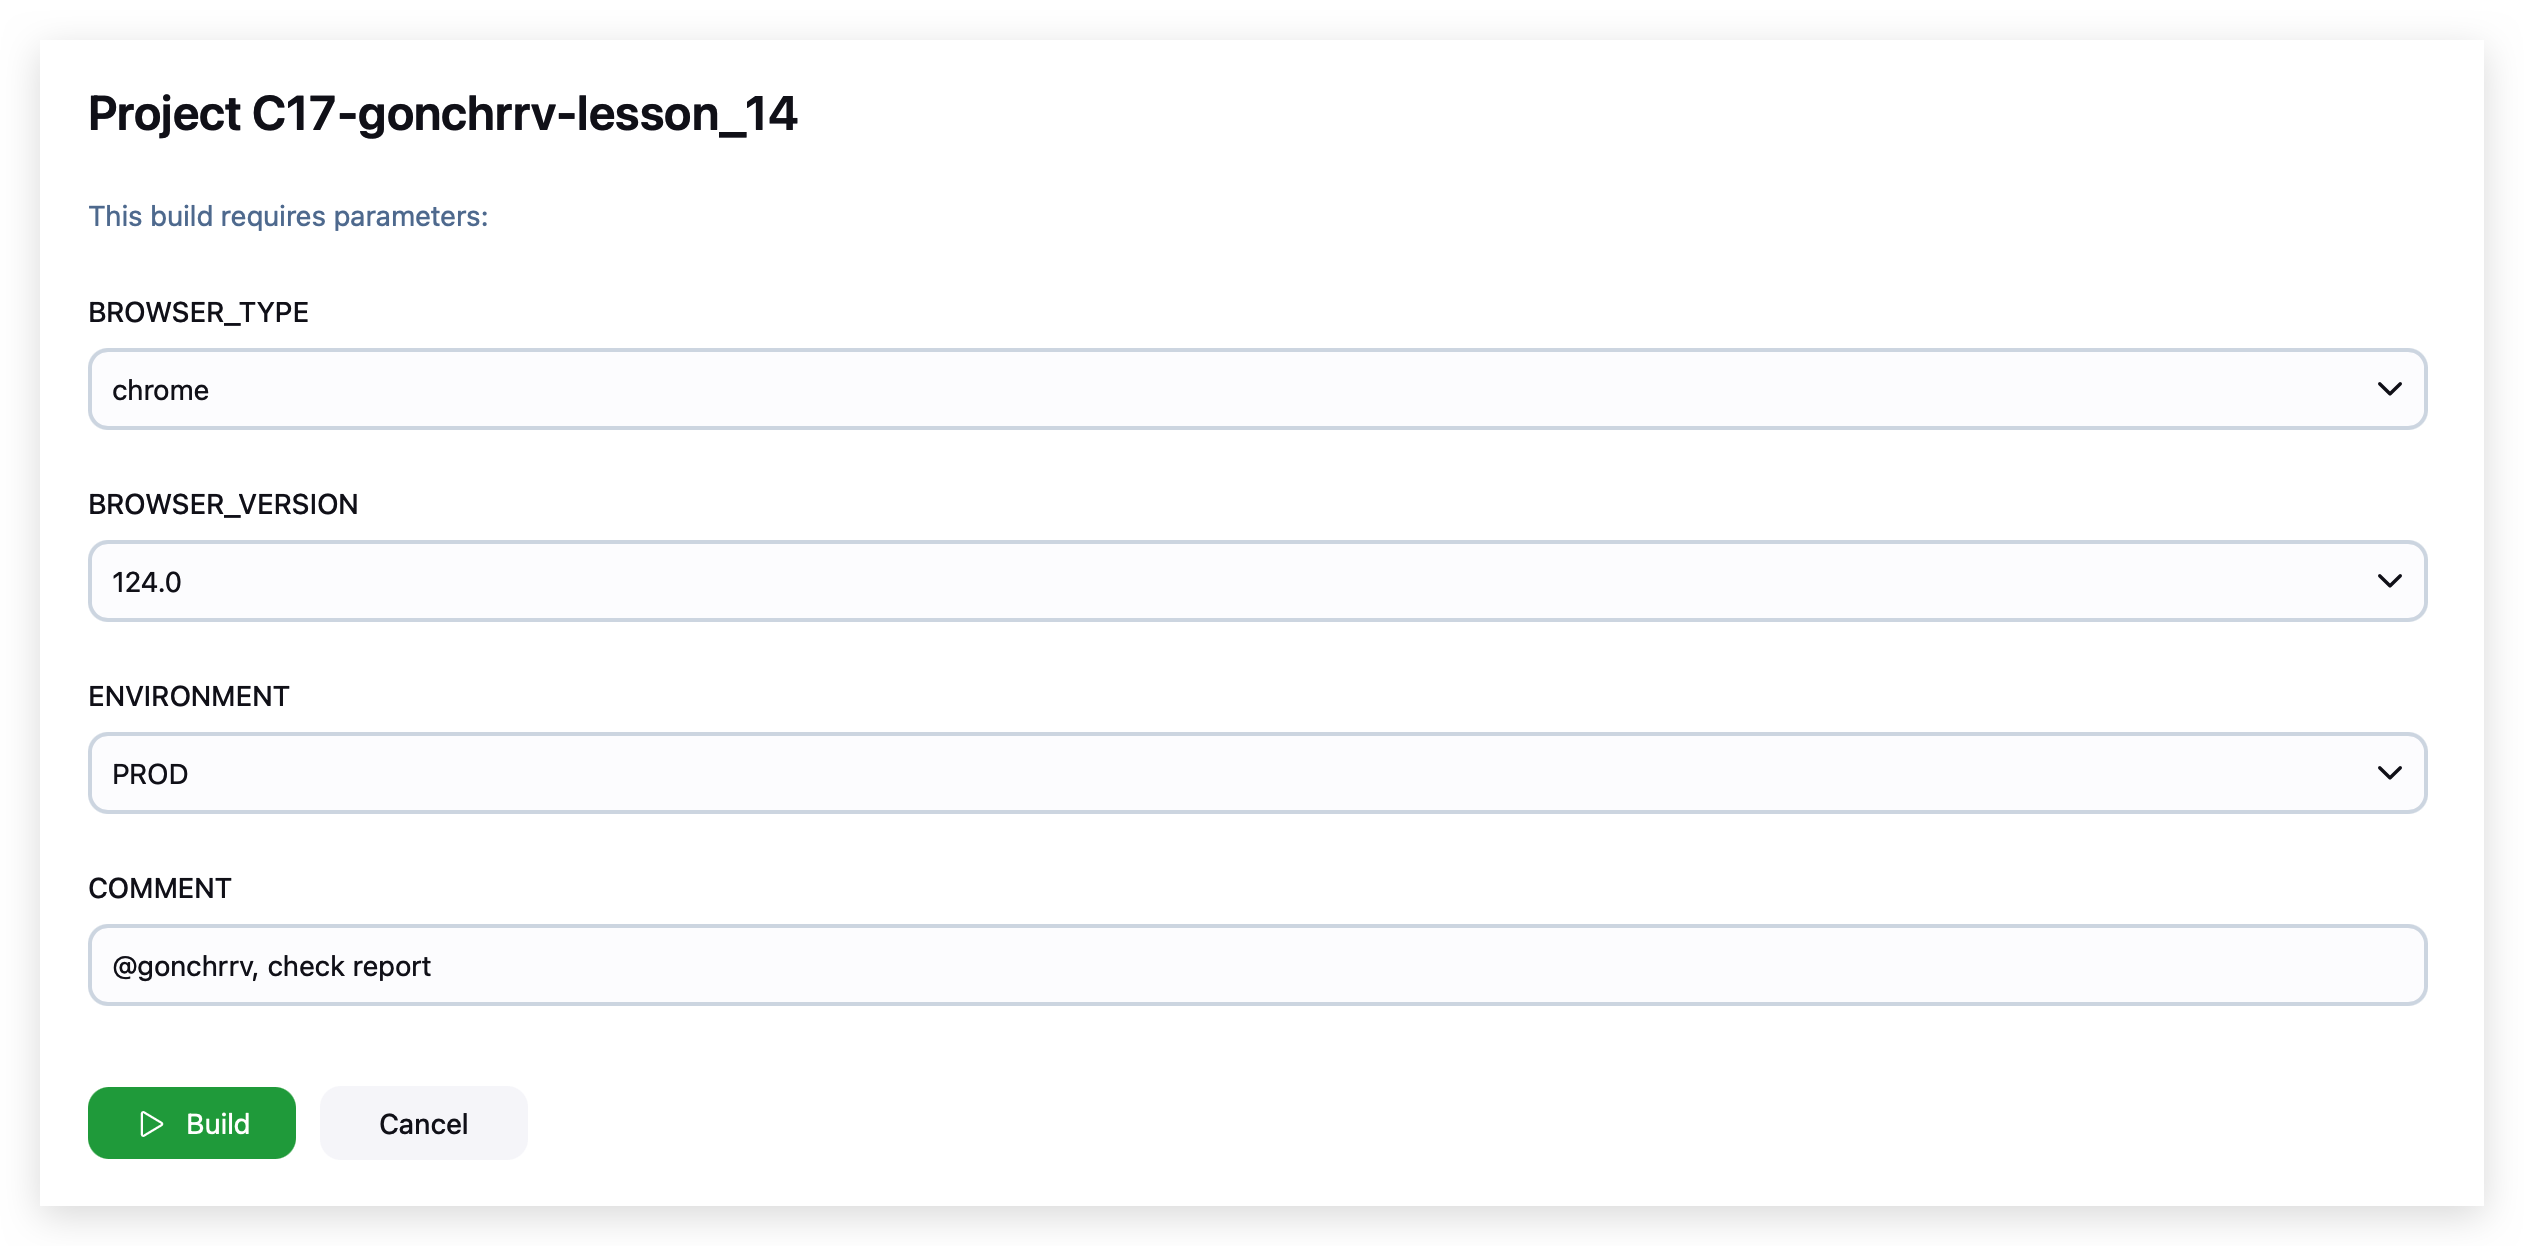 Project C17-gonchrrv-lesson_14
This build requires parameters:
BROWSER_TYPE
chrome
BROWSER_VERSION
124.0
ENVIRONMENT
PROD
COMMENT
@gonchrrv, check report
Build
Cancel